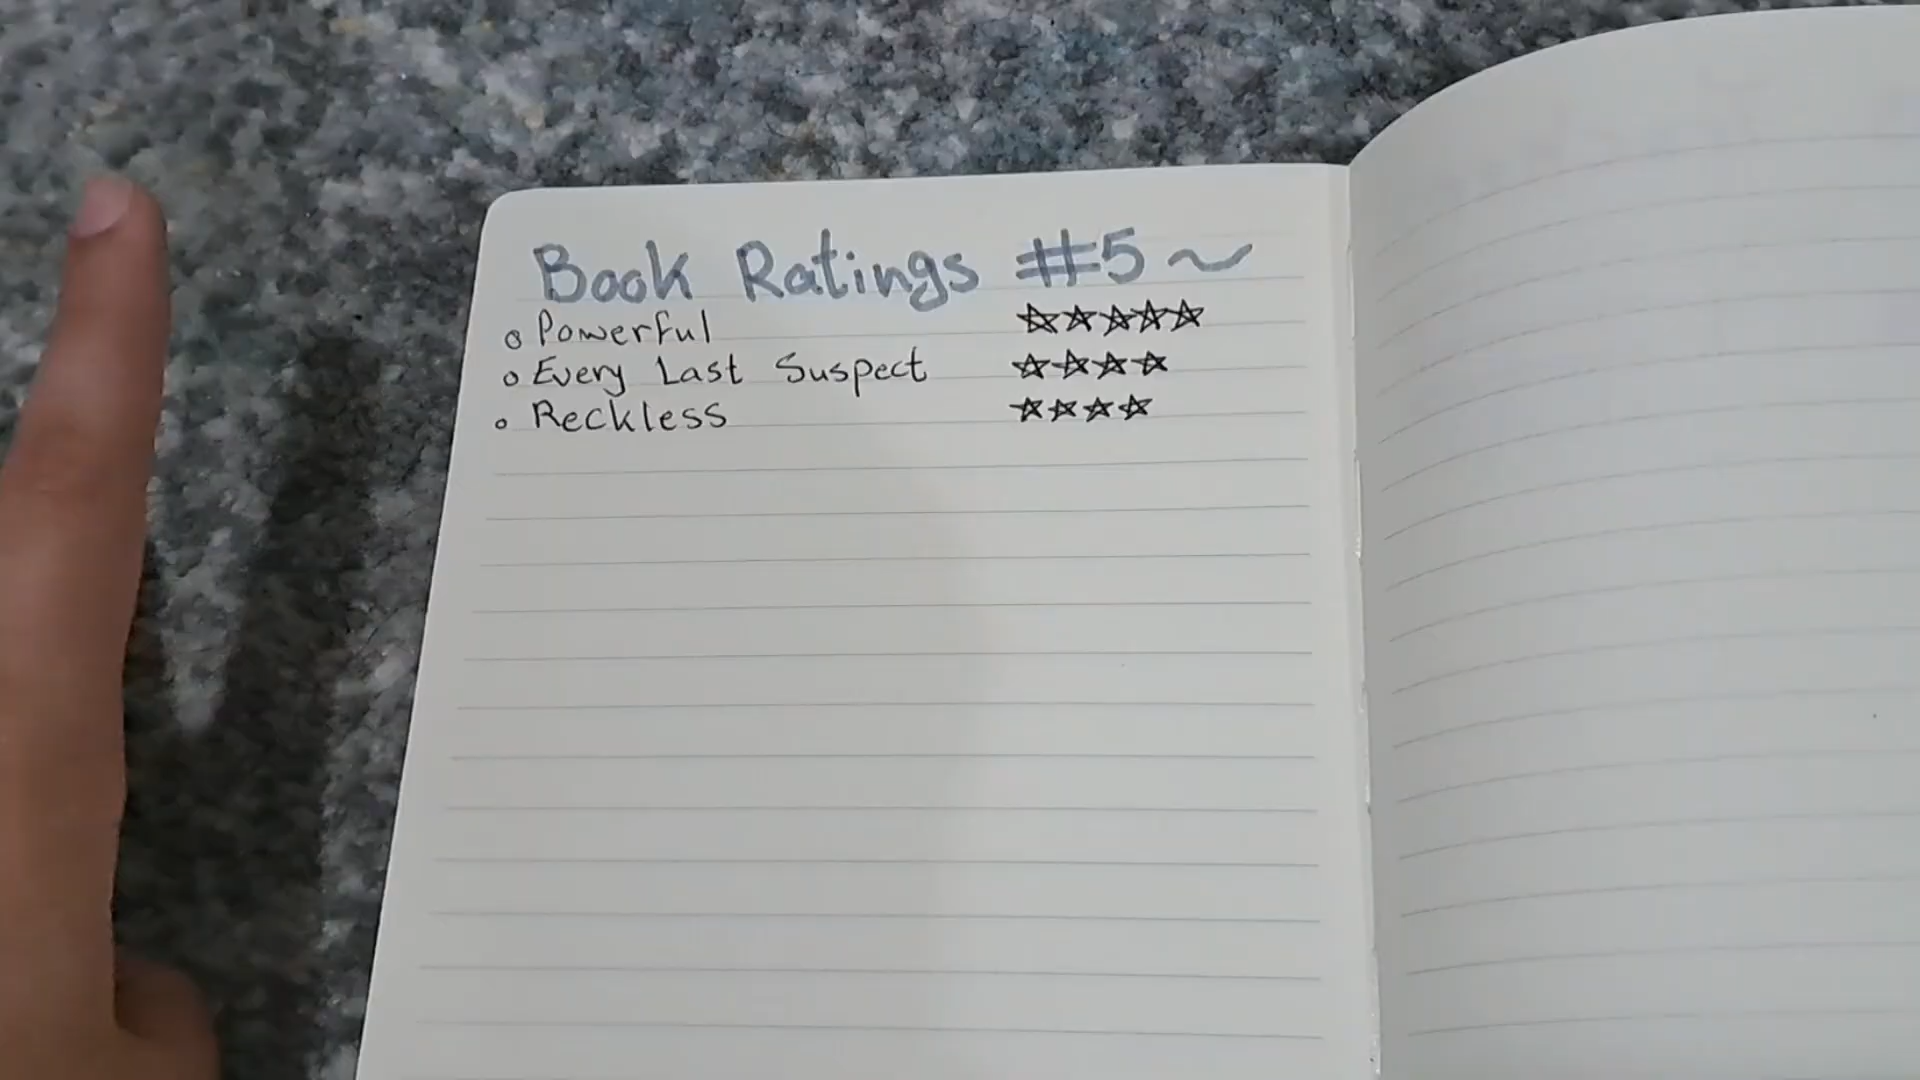 Book Ratings #5 ~
o Powerful ☆☆☆☆☆
o Every Last Suspect ☆☆☆☆
o Reckless ☆☆☆☆